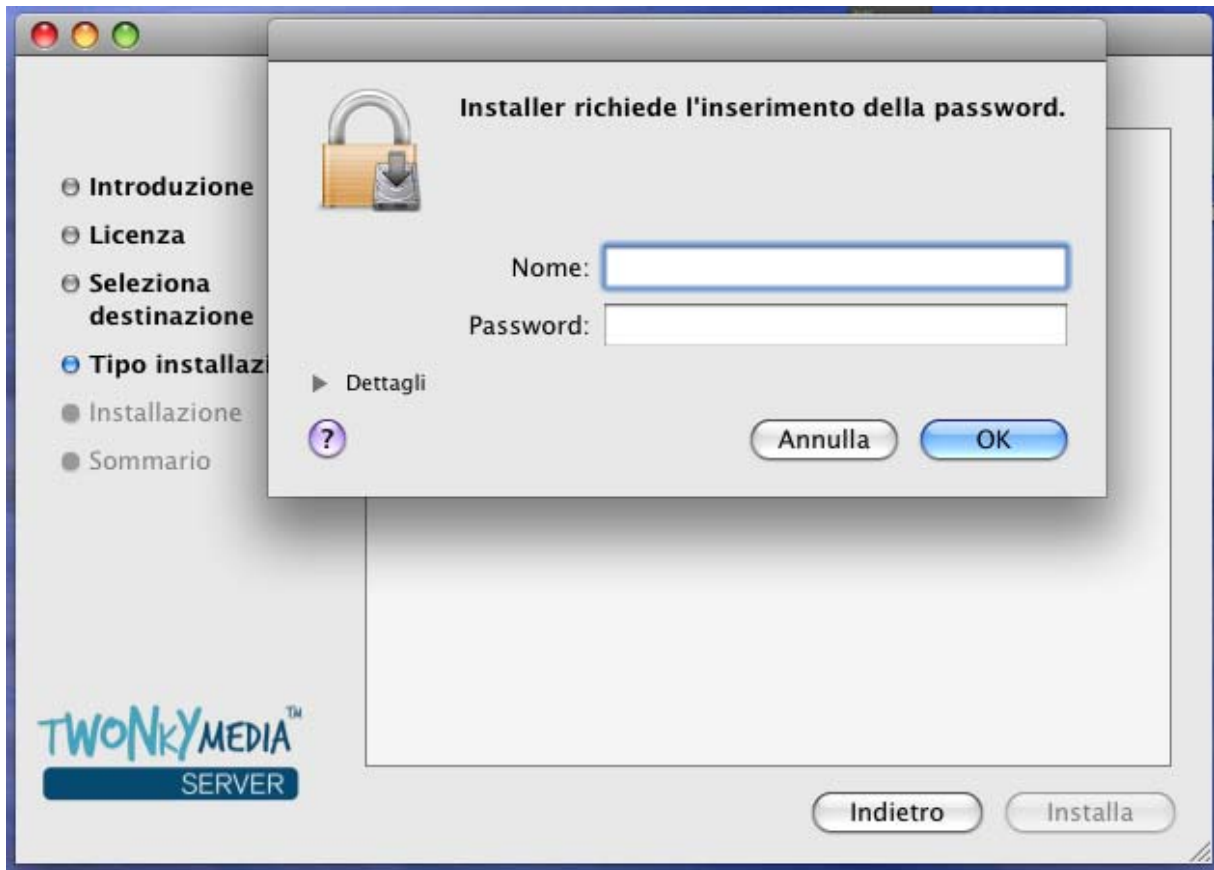 Installer richiede l'inserimento della password.
Nome:
Password:
Dettagli
?
Annulla
OK
Introduzione
Licenza
Seleziona
destinazione
Tipo installazi
Installazione
Sommario
TWONKYMEDIA™
SERVER
Indietro
Installa